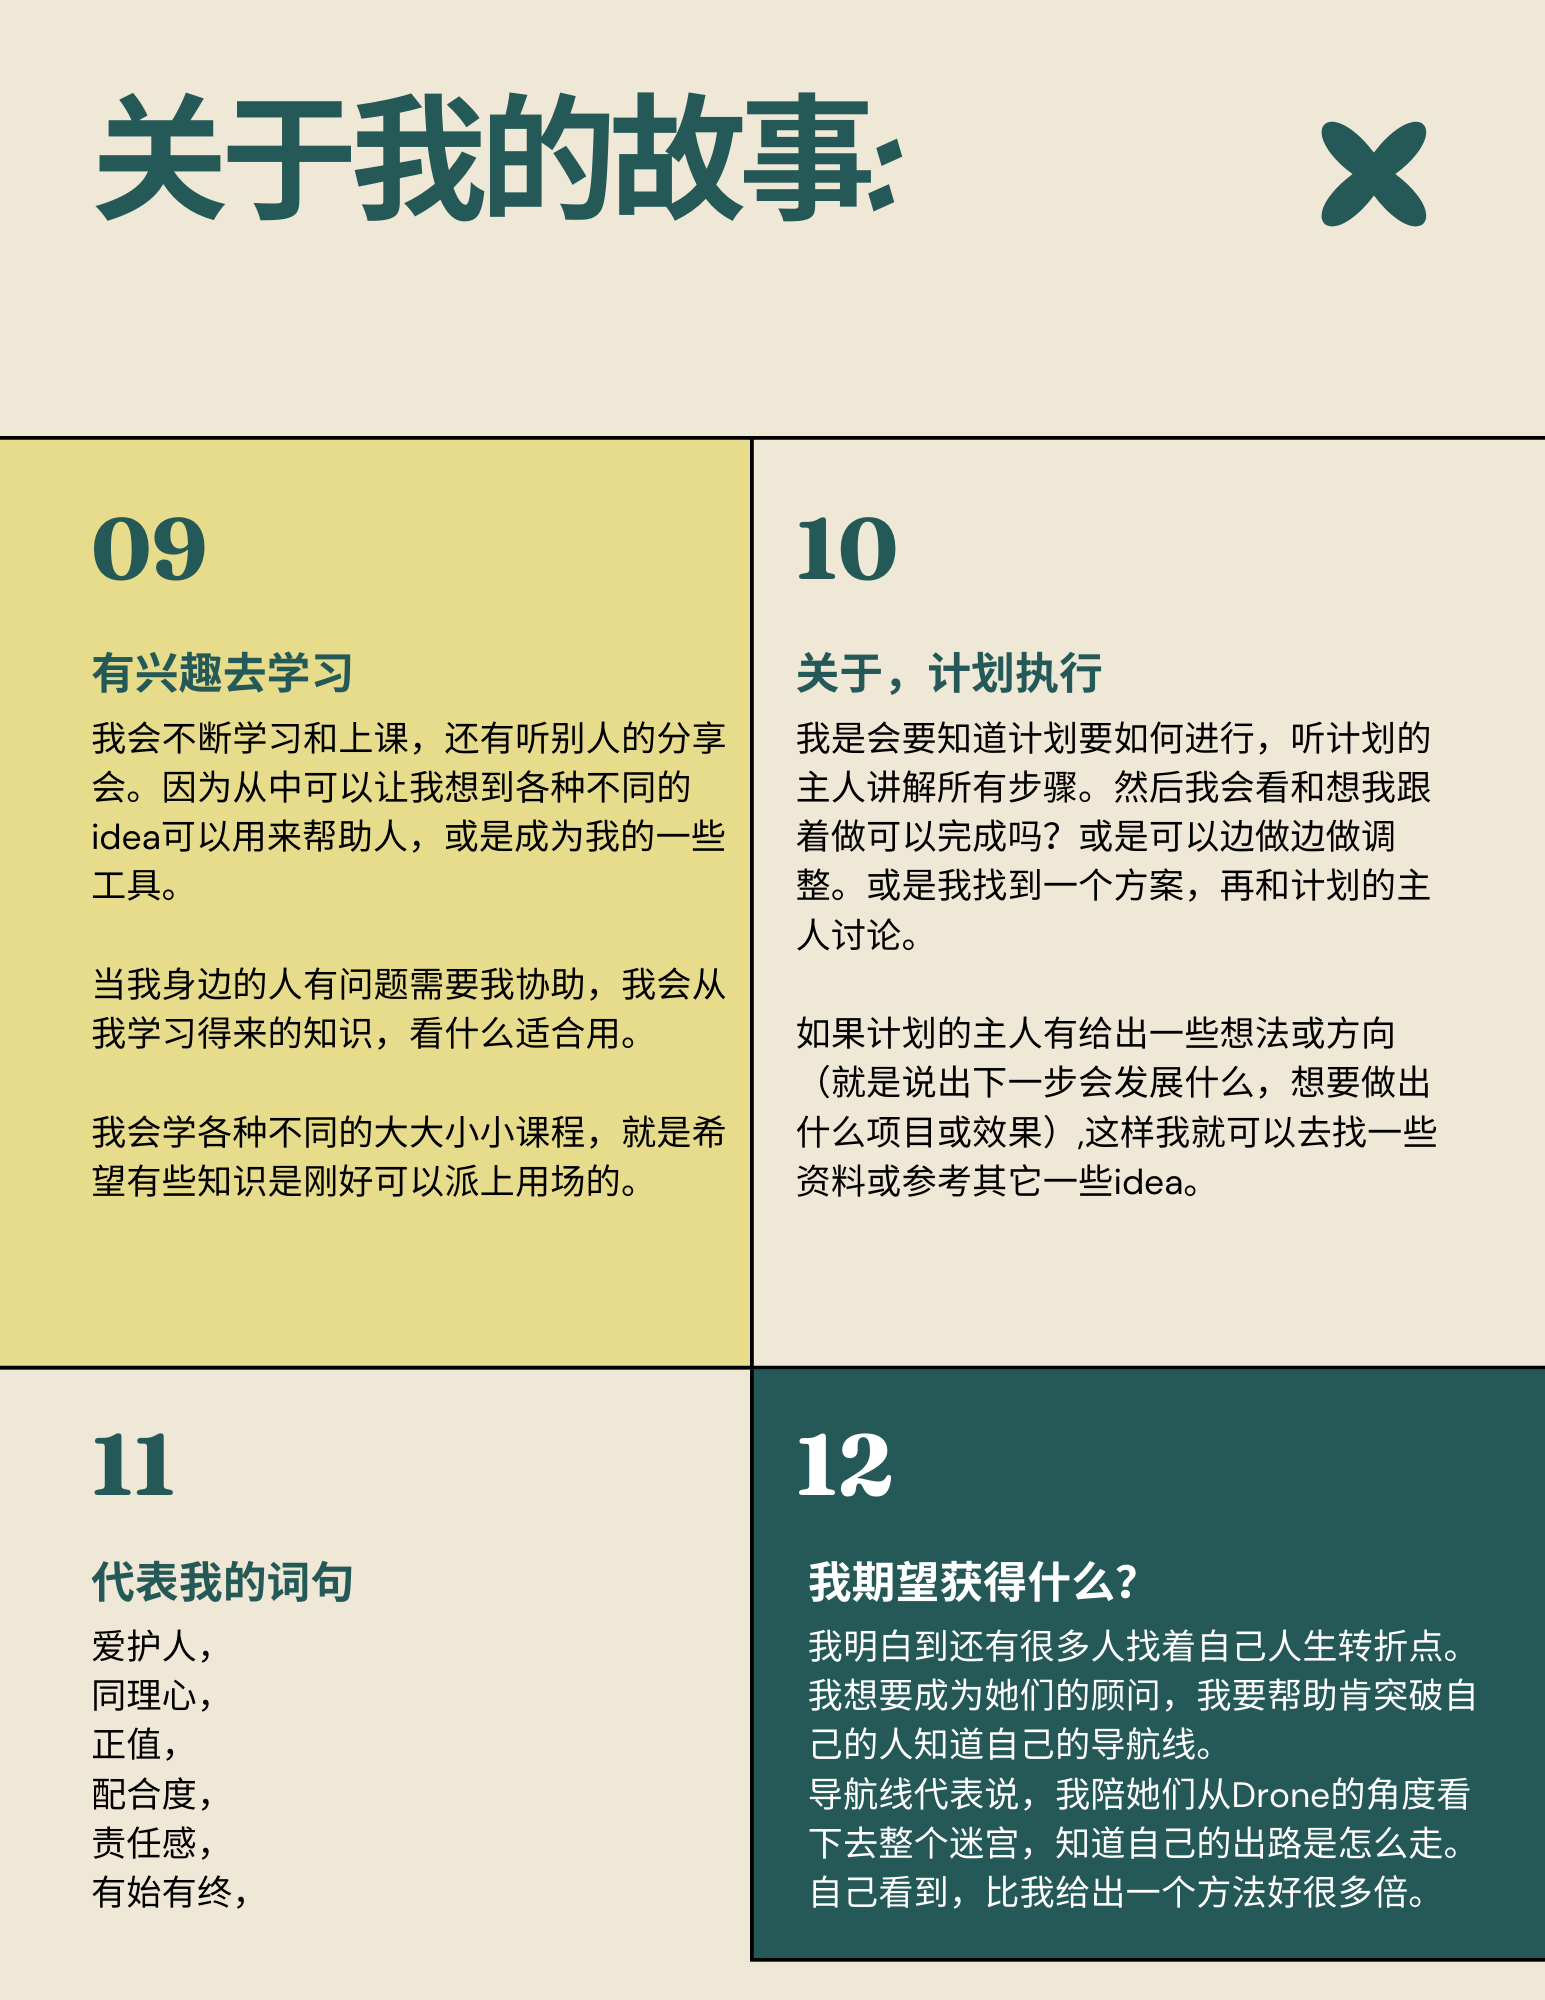 关于我的故事:
09
有兴趣去学习
我会不断学习和上课，还有听别人的分享
会。因为从中可以让我想到各种不同的
idea可以用来帮助人，或是成为我的一些
工具。
当我身边的人有问题需要我协助，我会从
我学习得来的知识，看什么适合用。
我会学各种不同的大大小小课程，就是希
望有些知识是刚好可以派上用场的。
10
关于，计划执行
我是会要知道计划要如何进行，听计划的
主人讲解所有步骤。然后我会看和想我跟
着做可以完成吗？或是可以边做边做调
整。或是我找到一个方案，再和计划的主
人讨论。
如果计划的主人有给出一些想法或方向
（就是说出下一步会发展什么，想要做出
什么项目或效果）,这样我就可以去找一些
资料或参考其它一些idea。
11
代表我的词句
爱护人，
同理心，
正值，
配合度，
责任感，
有始有终，
12
我期望获得什么？
我明白到还有很多人找着自己人生转折点。
我想要成为她们的顾问，我要帮助肯突破自
己的人知道自己的导航线。
导航线代表说，我陪她们从Drone的角度看
下去整个迷宫，知道自己的出路是怎么走。
自己看到，比我给出一个方法好很多倍。